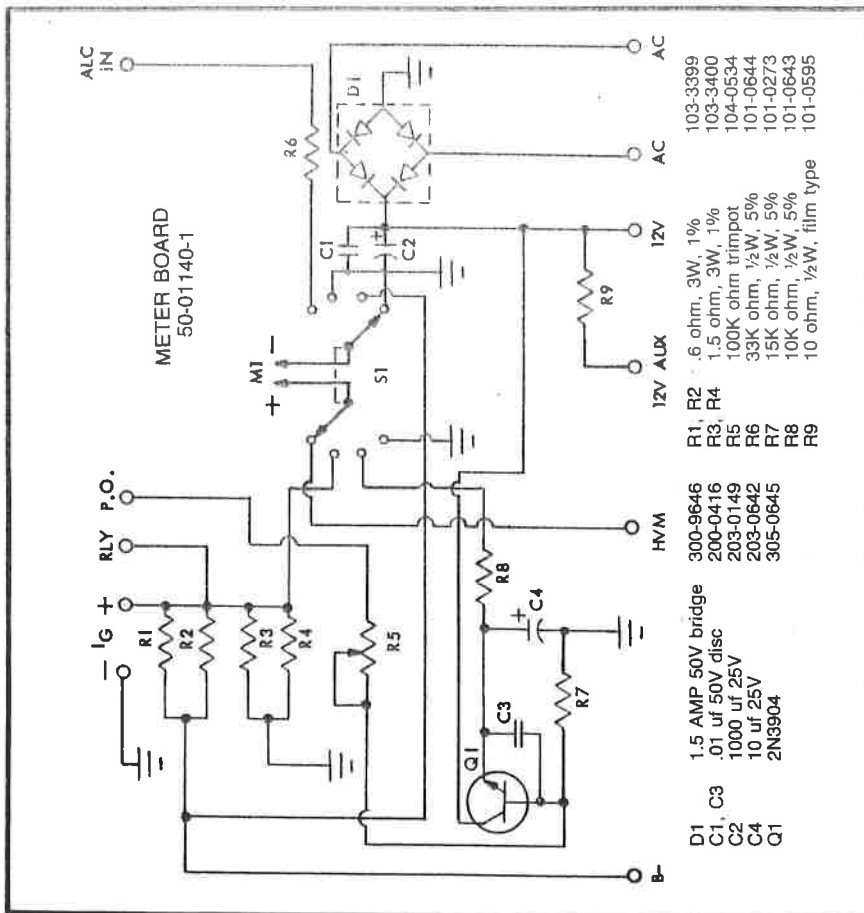 ALC
iN
METER BOARD
50-01140-1
R6
D1
C1
+
C2
M1
+ −
S1
P.O.
RLY
− IG +
R1
R2
R3
R4
R5
R8
R9
C3
C4
+
R7
Q1
B-
HVM
12V AUX
12V
AC
AC
D1 1.5 AMP 50V bridge 300-9646
C1, C3 .01 uf 50V disc 200-0416
C2 1000 uf 25V 203-0149
C4 10 uf 25V 203-0642
Q1 2N3904 305-0645
R1, R2 .6 ohm, 3W, 1% 103-3399
R3, R4 1.5 ohm, 3W, 1% 103-3400
R5 100K ohm trimpot 104-0534
R6 33K ohm, ½W, 5% 101-0644
R7 15K ohm, ½W, 5% 101-0273
R8 10K ohm, ½W, 5% 101-0643
R9 10 ohm, ½W, film type 101-0595